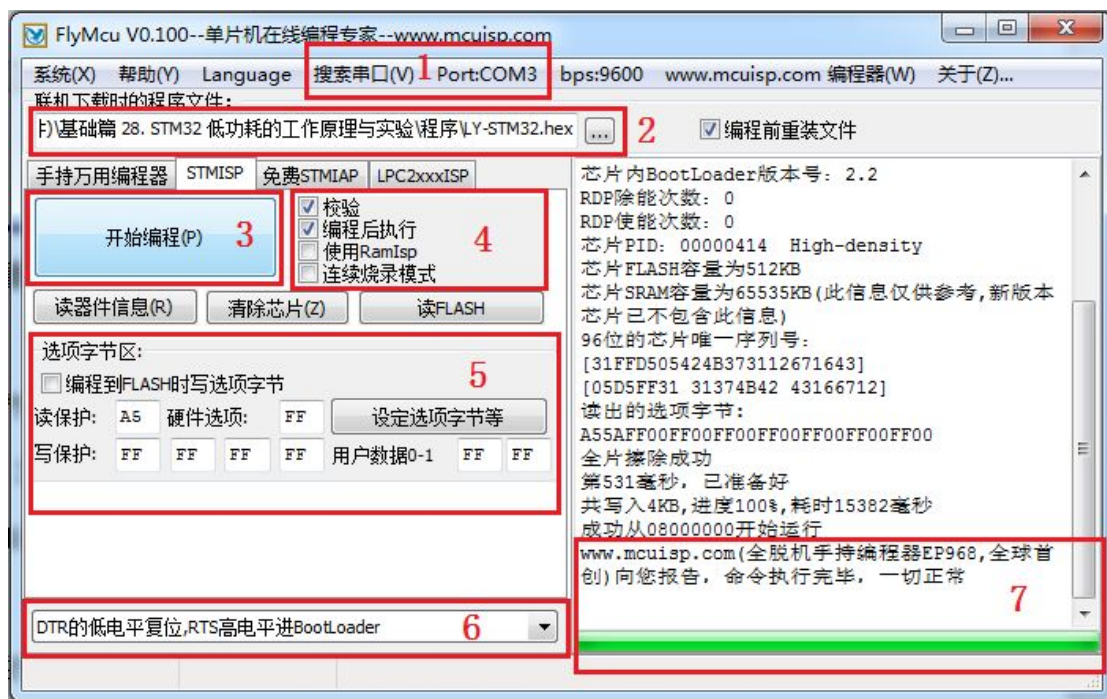 FlyMcu V0.100--单片机在线编程专家--www.mcuisp.com
系统(X) 帮助(Y) Language 搜索串口(V) Port:COM3 bps:9600 www.mcuisp.com 编程器(W) 关于(Z)...
1
联机下载时的程序文件:
\基础篇 28. STM32 低功耗的工作原理与实验\程序\LY-STM32.hex ... 2 编程前重装文件
手持万用编程器 STMISP 免费STMIAP LPC2xxxISP
开始编程(P) 3
校验
编程后执行
使用RamIsp
连续烧录模式
4
读器件信息(R) 清除芯片(Z) 读FLASH
选项字节区:
编程到FLASH时写选项字节
5
读保护: A5 硬件选项: FF 设定选项字节等
写保护: FF FF FF FF 用户数据0-1 FF FF
DTR的低电平复位,RTS高电平进BootLoader 6
芯片内BootLoader版本号: 2.2
RDP除能次数: 0
RDP使能次数: 0
芯片PID: 00000414 High-density
芯片FLASH容量为512KB
芯片SRAM容量为65535KB(此信息仅供参考,新版本
芯片已不包含此信息)
96位的芯片唯一序列号:
[31FFD505424B373112671643]
[05D5FF31 31374B42 43166712]
读出的选项字节:
A55AFF00FF00FF00FF00FF00FF00FF00
全片擦除成功
第531毫秒, 已准备好
共写入4KB,进度100%,耗时15382毫秒
成功从08000000开始运行
www.mcuisp.com(全脱机手持编程器EP968,全球首
创)向您报告, 命令执行完毕, 一切正常
7